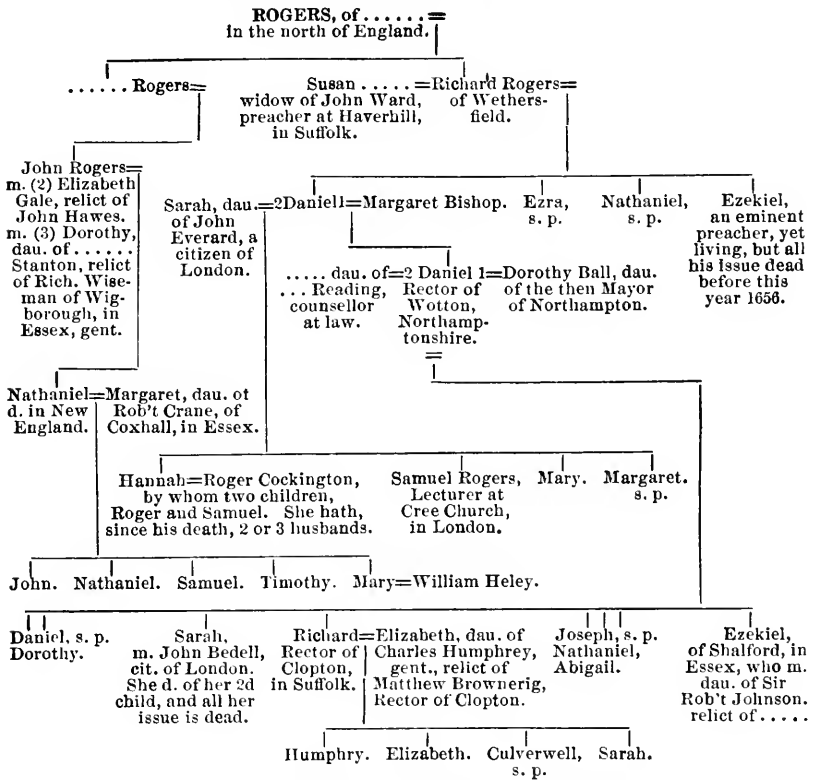 ROGERS, of . . . . . . =
in the north of England.
. . . . . . Rogers=
Susan . . . . . =Richard Rogers=
widow of John Ward, of Wethers-
preacher at Haverhill, field.
in Suffolk.
John Rogers=
m. (2) Elizabeth
Gale, relict of
John Hawes.
m. (3) Dorothy,
dau. of . . . . . .
Stanton, relict
of Rich. Wise-
man of Wig-
borough, in
Essex, gent.
Sarah, dau.=2Daniel1=Margaret Bishop.
of John
Everard, a
citizen of
London.
Ezra,
s. p.
Nathaniel,
s. p.
Ezekiel,
an eminent
preacher, yet
living, but all
his issue dead
before this
year 1656.
. . . . . dau. of=2 Daniel 1=Dorothy Ball, dau.
. . . Reading, Rector of of the then Mayor
counsellor Wotton, of Northampton.
at law. Northamp-
tonshire.
=
Nathaniel=Margaret, dau. of
d. in New Rob't Crane, of
England. Coxhall, in Essex.
Hannah=Roger Cockington,
by whom two children,
Roger and Samuel. She hath,
since his death, 2 or 3 husbands.
Samuel Rogers,
Lecturer at
Cree Church,
in London.
Mary.
Margaret.
s. p.
John. Nathaniel. Samuel. Timothy. Mary=William Heley.
Daniel, s. p.
Dorothy.
Sarah,
m. John Bedell,
cit. of London.
She d. of her 2d
child, and all her
issue is dead.
Richard=Elizabeth, dau. of
Rector of Charles Humphrey,
Clopton, gent., relict of
in Suffolk. Matthew Brownerig,
Rector of Clopton.
Joseph, s. p.
Nathaniel,
Abigail.
Ezekiel,
of Shalford, in
Essex, who m.
dau. of Sir
Rob't Johnson.
relict of . . . . .
Humphry. Elizabeth. Culverwell, Sarah.
s. p.